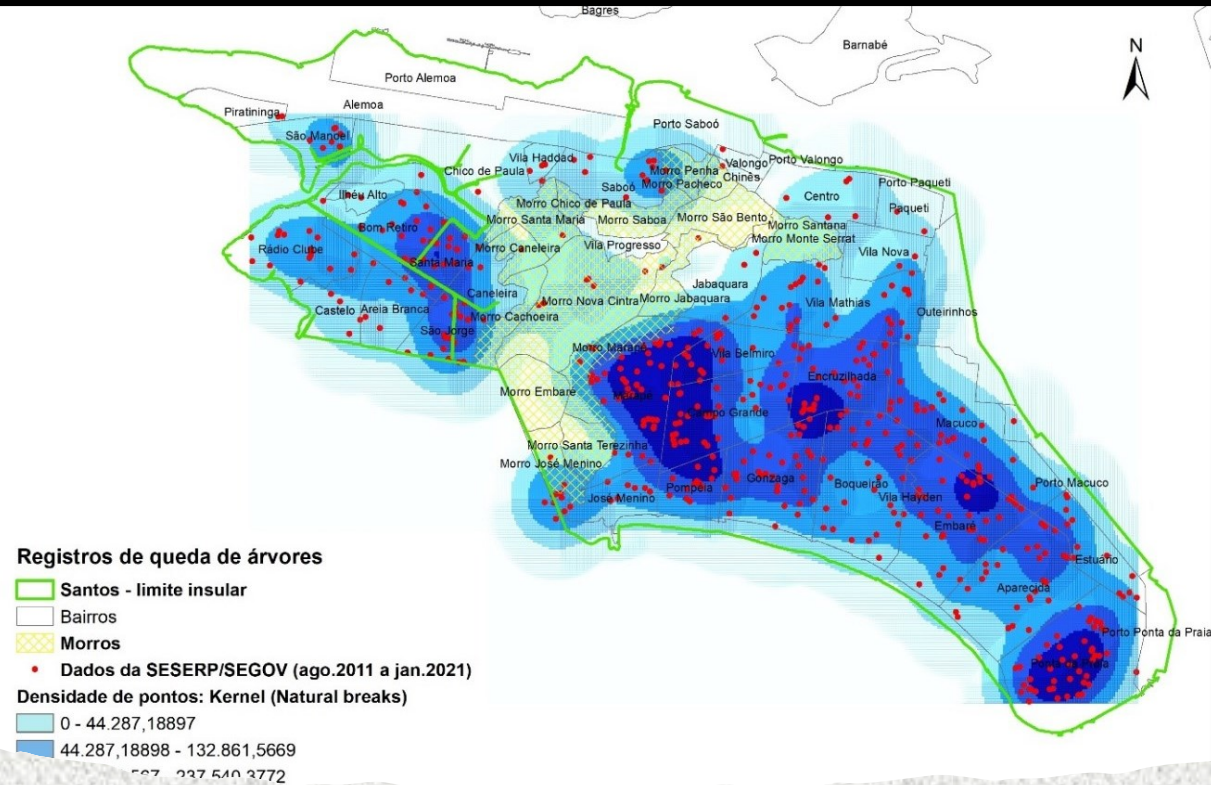 Bagres
Barnabé
N
Porto Alemoa
Piratininga
Alemoa
São Manoel
Porto Saboó
Vila Haddad
Chico de Paula
Valongo
Porto Valongo
Morro Penha
Chinês
Saboó
Morro Pacheco
Porto Paqueti
Ilhéu Alto
Morro Chico de Paula
Centro
Paqueti
Morro Santa Maria
Morro Saboa
Morro São Bento
Morro Santana
Bom Retiro
Morro Monte Serrat
Rádio Clube
Morro Caneleira
Vila Progresso
Vila Nova
Santa Maria
Jabaquara
Caneleira
Morro Nova Cintra
Morro Jabaquara
Vila Mathias
Castelo
Areia Branca
Morro Cachoeira
Outeirinhos
São Jorge
Morro Marapé
Vila Belmiro
Encruzilhada
Morro Embaré
Marapé
Campo Grande
Macuco
Morro Santa Terezinha
Morro José Menino
Gonzaga
Boqueirão
Porto Macuco
Pompéia
José Menino
Vila Hayden
Embaré
Estuário
Aparecida
Porto Ponta da Praia
Ponta da Praia
Registros de queda de árvores
Santos - limite insular
Bairros
Morros
Dados da SESERP/SEGOV (ago.2011 a jan.2021)
Densidade de pontos: Kernel (Natural breaks)
0 - 44.287,18897
44.287,18898 - 132.861,5669
237.540,3772